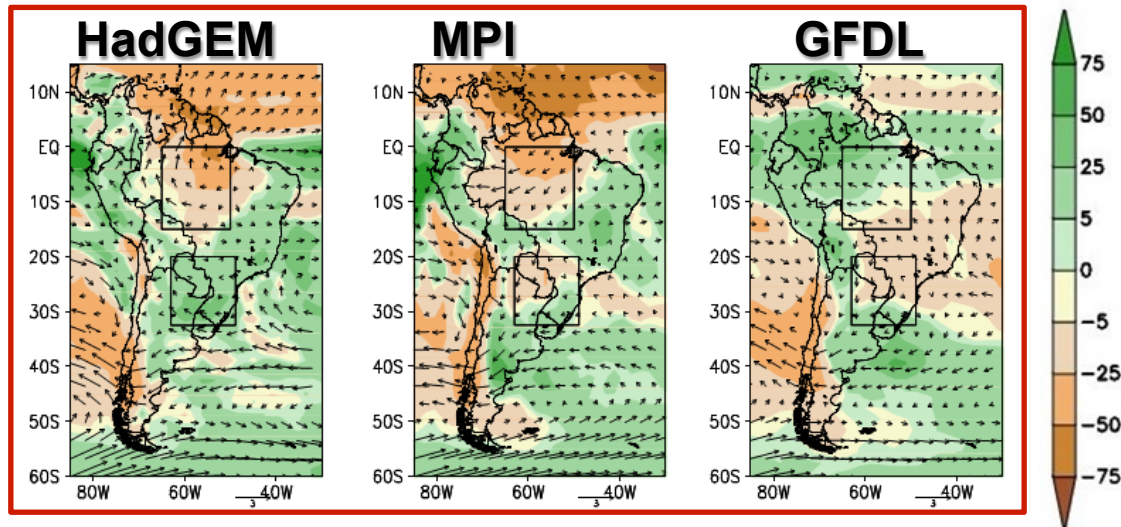 HadGEM MPI GFDL
10N 10N 10N
EQ EQ EQ
10S 10S 10S
20S 20S 20S
30S 30S 30S
40S 40S 40S
50S 50S 50S
60S 60S 60S
80W 60W 40W 80W 60W 40W 80W 60W 40W
3 3 3
75
50
25
5
0
−5
−25
−50
−75